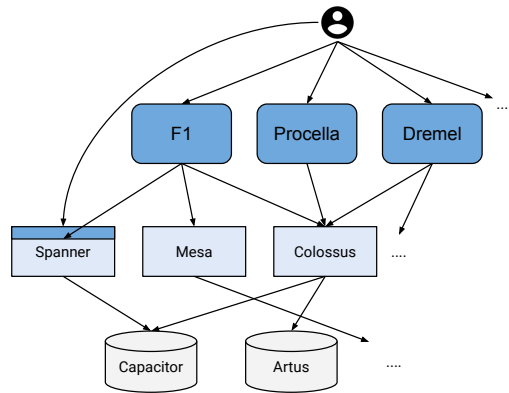 ...
F1
Procella
Dremel
Spanner
Mesa
Colossus
....
Capacitor
Artus
....